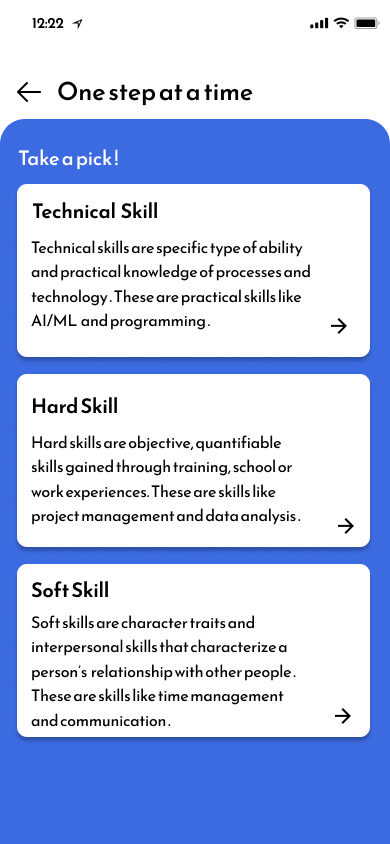 12:22
One step at a time
Take a pick!
Technical Skill
Technical skills are specific type of ability
and practical knowledge of processes and
technology. These are practical skills like
AI/ML and programming.
Hard Skill
Hard skills are objective, quantifiable
skills gained through training, school or
work experiences. These are skills like
project management and data analysis.
Soft Skill
Soft skills are character traits and
interpersonal skills that characterize a
person's relationship with other people.
These are skills like time management
and communication.